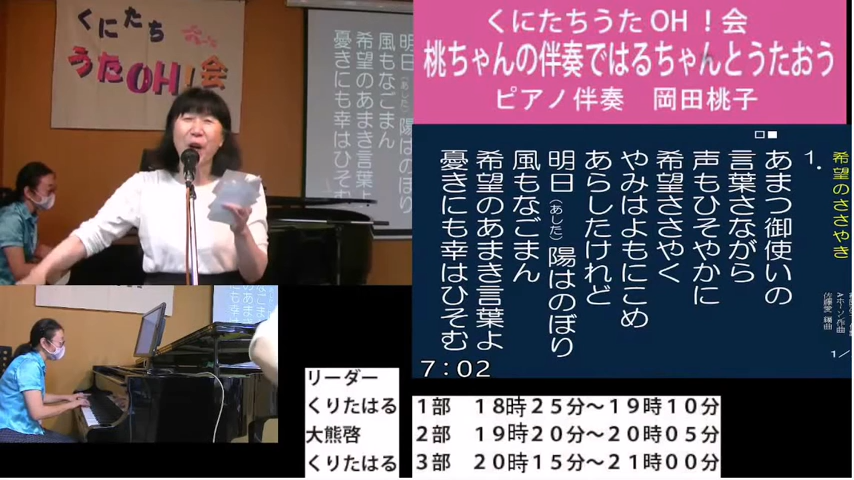 くにたち
うたOH!会
明日(あした)陽はのぼり
風もなごまん
希望のあまき言葉よ
憂きにも幸はひそむ
くにたちうたOH!会
桃ちゃんの伴奏ではるちゃんとうたおう
ピアノ伴奏 岡田桃子
希望のささやき
1.
あまつ御使いの
言葉さながら
声もひそやかに
希望ささやく
やみはよもにこめ
あらしたけれど
明日(あした)陽はのぼり
風もなごまん
希望のあまき言葉よ
憂きにも幸はひそむ
7:02
リーダー
くりたはる 1部 18時25分~19時10分
大熊啓 2部 19時20分~20時05分
くりたはる 3部 20時15分~21時00分